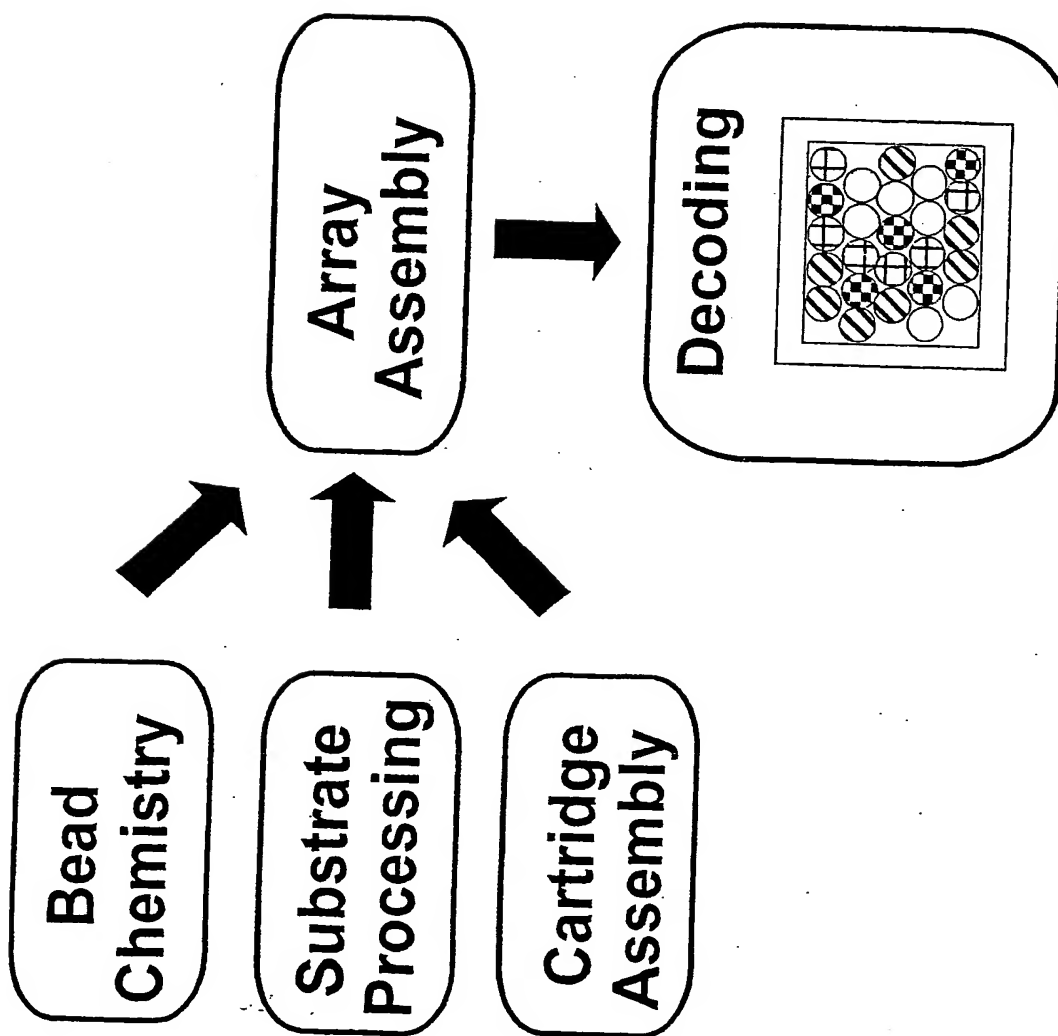 Bead
Chemistry
Substrate
Processing
Cartridge
Assembly
Array
Assembly
Decoding